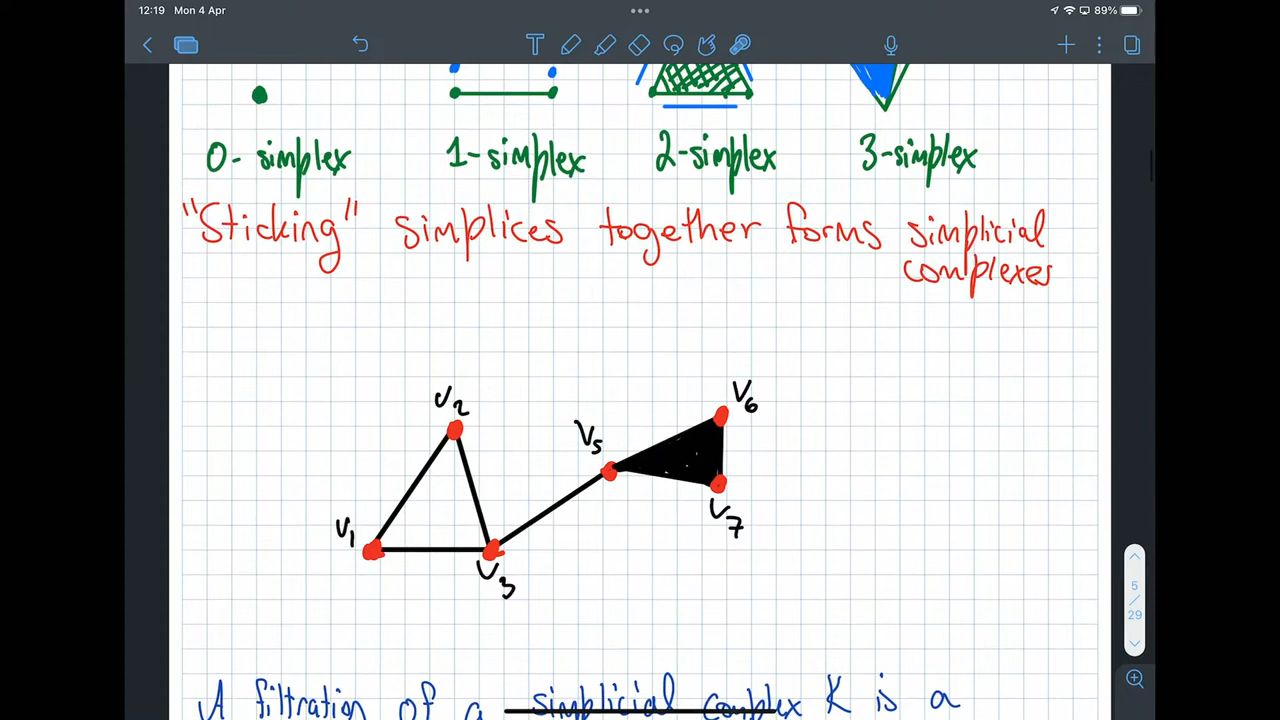 12:19 Mon 4 Apr
89%
0- simplex 1-simplex 2-simplex 3-simplex
"Sticking" simplices together forms simplicial
complexes
V2
V6
V5
V1
V7
V3
5
/
29
A filtration of a simplicial complex K is a